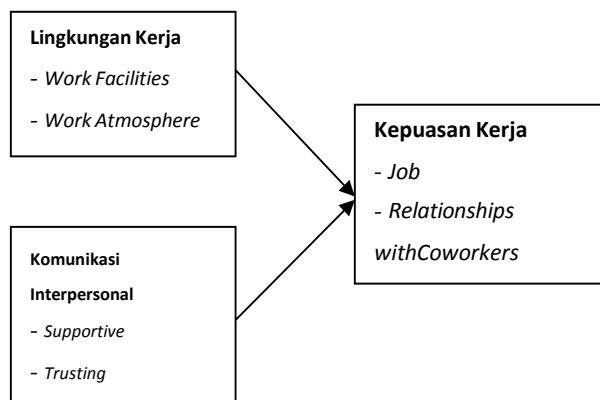 Lingkungan Kerja
- Work Facilities
- Work Atmosphere
Kepuasan Kerja
- Job
- Relationships
withCoworkers
Komunikasi
Interpersonal
- Supportive
- Trusting